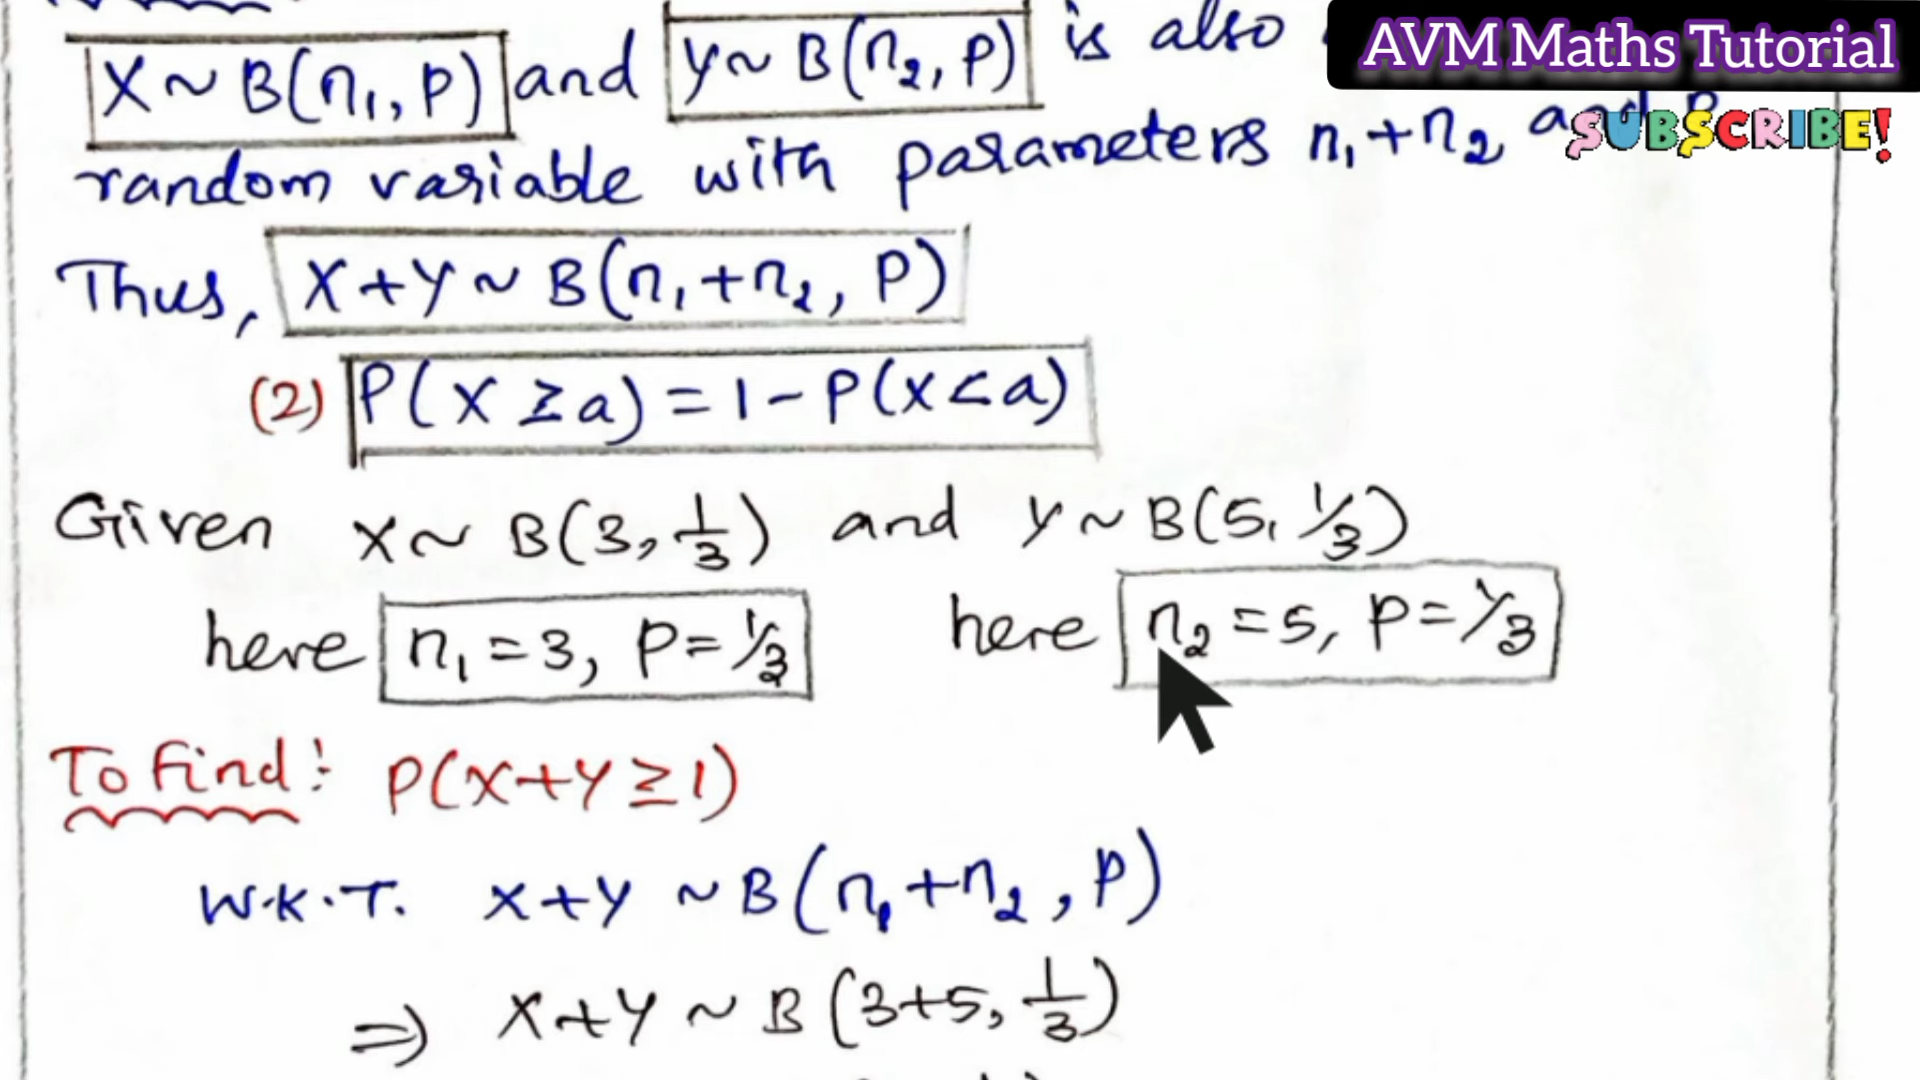 X ~ B(n₁, p) and Y ~ B(n₂, p) is also
AVM Maths Tutorial
SUBSCRIBE!
random variable with parameters n₁+n₂ and P
Thus, X+Y ~ B(n₁+n₂, P)
(2) P(X ≥ a) = 1 - P(X < a)
Given X ~ B(3, 1/3) and Y ~ B(5, 1/3)
here n₁ = 3, P = 1/3 here n₂ = 5, P = 1/3
To find: P(X+Y ≥ 1)
W.K.T. X+Y ~ B(n₁+n₂, P)
⇒ X+Y ~ B(3+5, 1/3)